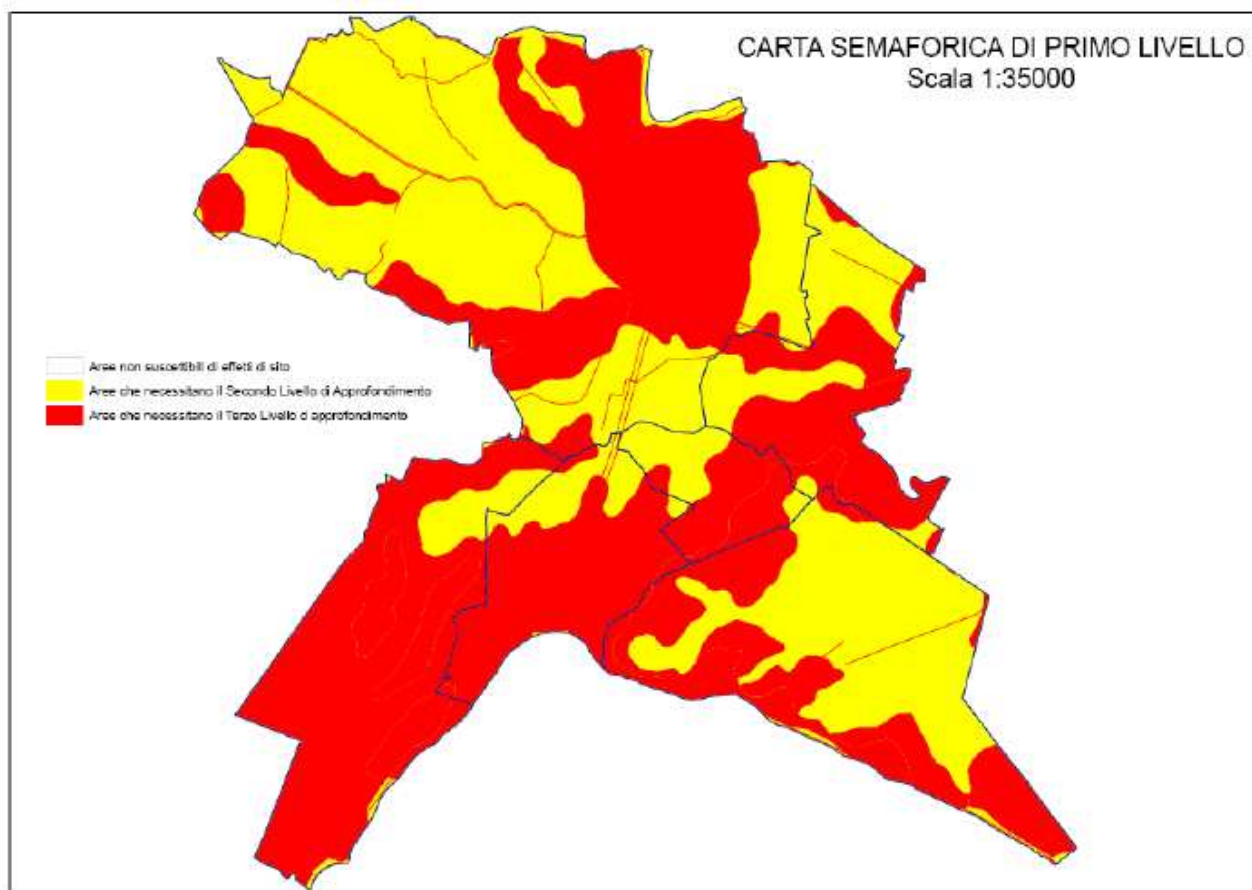 CARTA SEMAFORICA DI PRIMO LIVELLO
Scala 1:35000
Aree non suscettibili di effetti di sito
Aree che necessitano il Secondo Livello di Approfondimento
Aree che necessitano il Terzo Livello d approfondimento